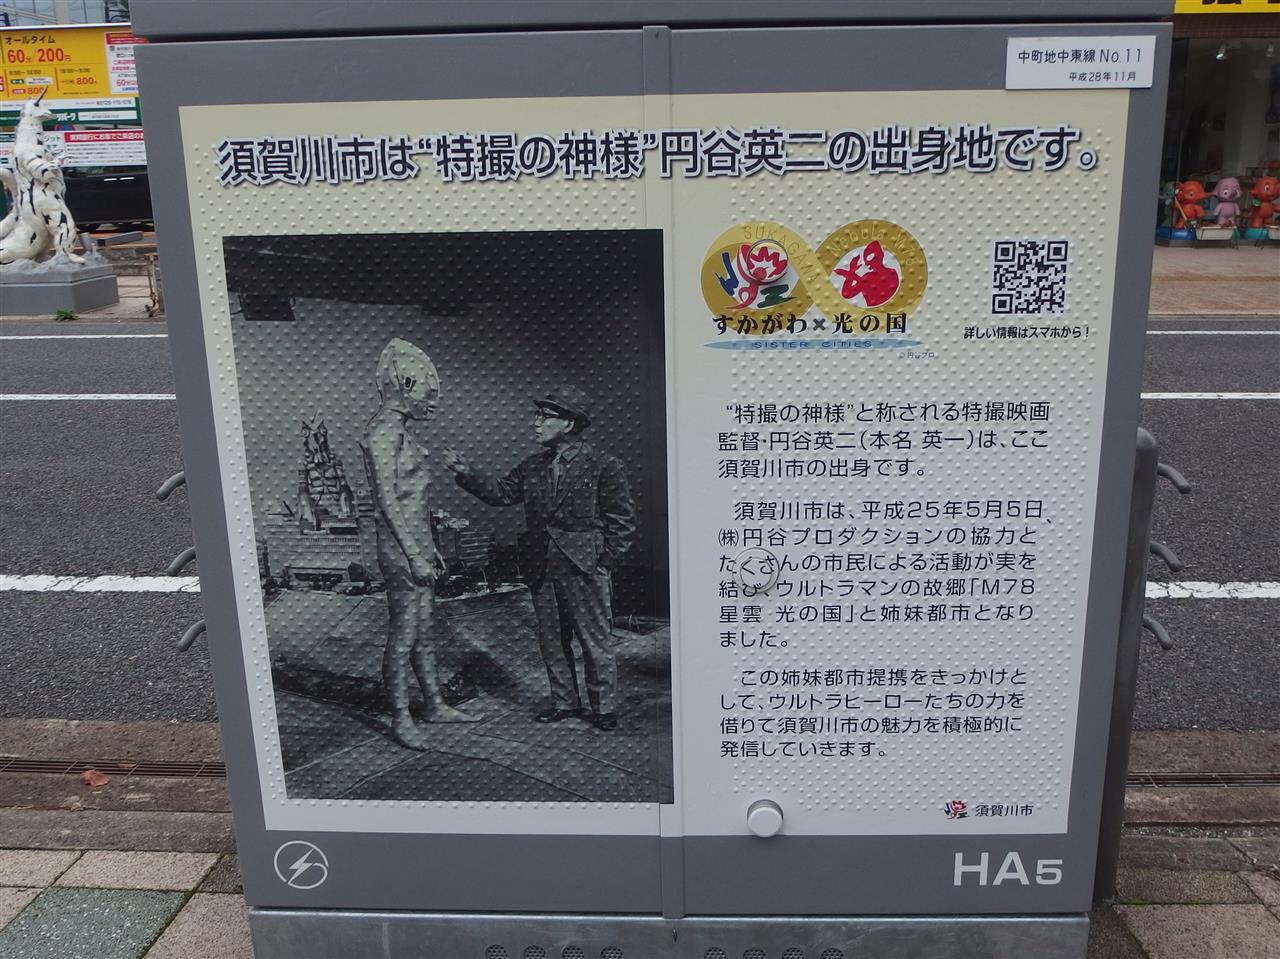 オールタイム
60分/200円
中町地中東線 No.11
平成28年11月
須賀川市は“特撮の神様”円谷英二の出身地です。
SUKAGAWA
Nebula M78
すかがわ×光の国
SISTER CITIES
©円谷プロ
詳しい情報はスマホから!
“特撮の神様”と称される特撮映画
監督・円谷英二(本名 英一)は、ここ
須賀川市の出身です。
須賀川市は、平成25年5月5日、
㈱円谷プロダクションの協力と
たくさんの市民による活動が実を
結び、ウルトラマンの故郷「M78
星雲 光の国」と姉妹都市となり
ました。
この姉妹都市提携をきっかけと
して、ウルトラヒーローたちの力を
借りて須賀川市の魅力を積極的に
発信していきます。
須賀川市
HA5